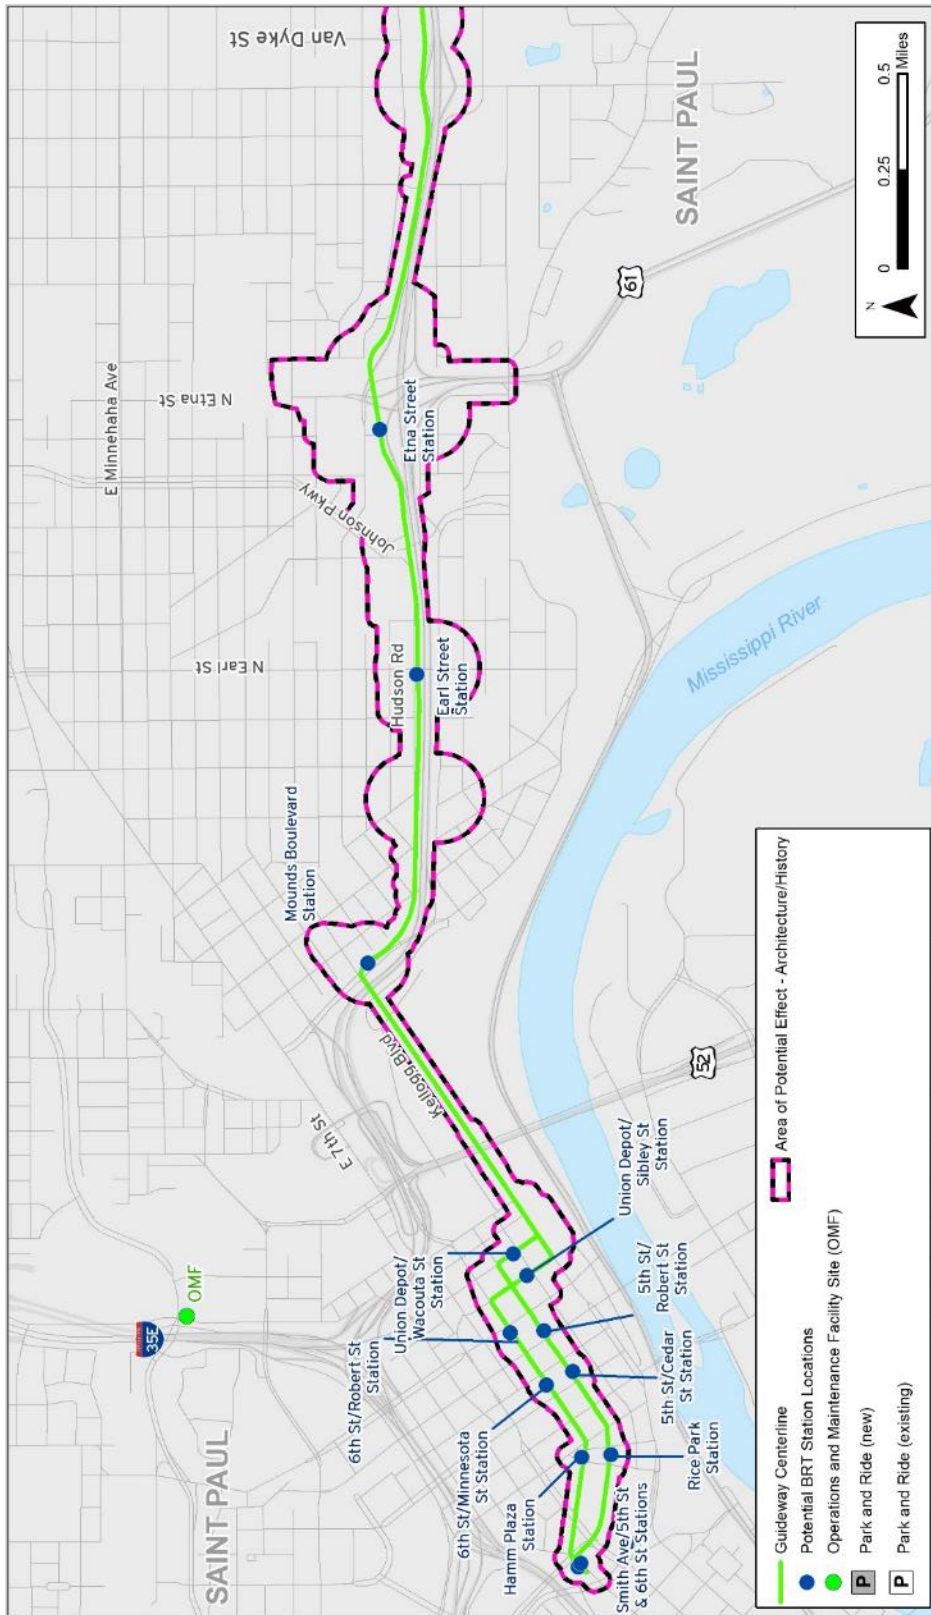 Van Dyke St
E Minnehaha Ave
N Etna St
SAINT PAUL
Johnson Pkwy
Etna Street
Station
61
N Earl St
Hudson Rd
Earl Street
Station
Mississippi River
Mounds Boulevard
Station
Kellogg Blvd
E 7th St
52
35E
OMF
SAINT PAUL
Union Depot/
Wacouta St
Station
Union Depot/
Sibley St
Station
6th St/Robert St
Station
5th St/
Robert St
Station
6th St/Minnesota
St Station
5th St/Cedar
St Station
Hamm Plaza
Station
Rice Park
Station
Smith Ave/5th St
& 6th St Stations
N
0
0.25
0.5
Miles
Guideway Centerline
Potential BRT Station Locations
Operations and Maintenance Facility Site (OMF)
P Park and Ride (new)
P Park and Ride (existing)
Area of Potential Effect - Architecture/History